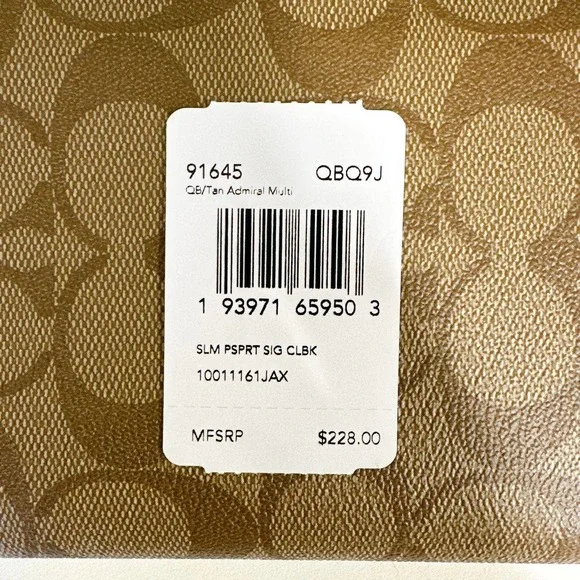 91645 QBQ9J
QB/Tan Admiral Multi
1 93971 65950 3
SLM PSPRT SIG CLBK
10011161JAX
MFSRP $228.00